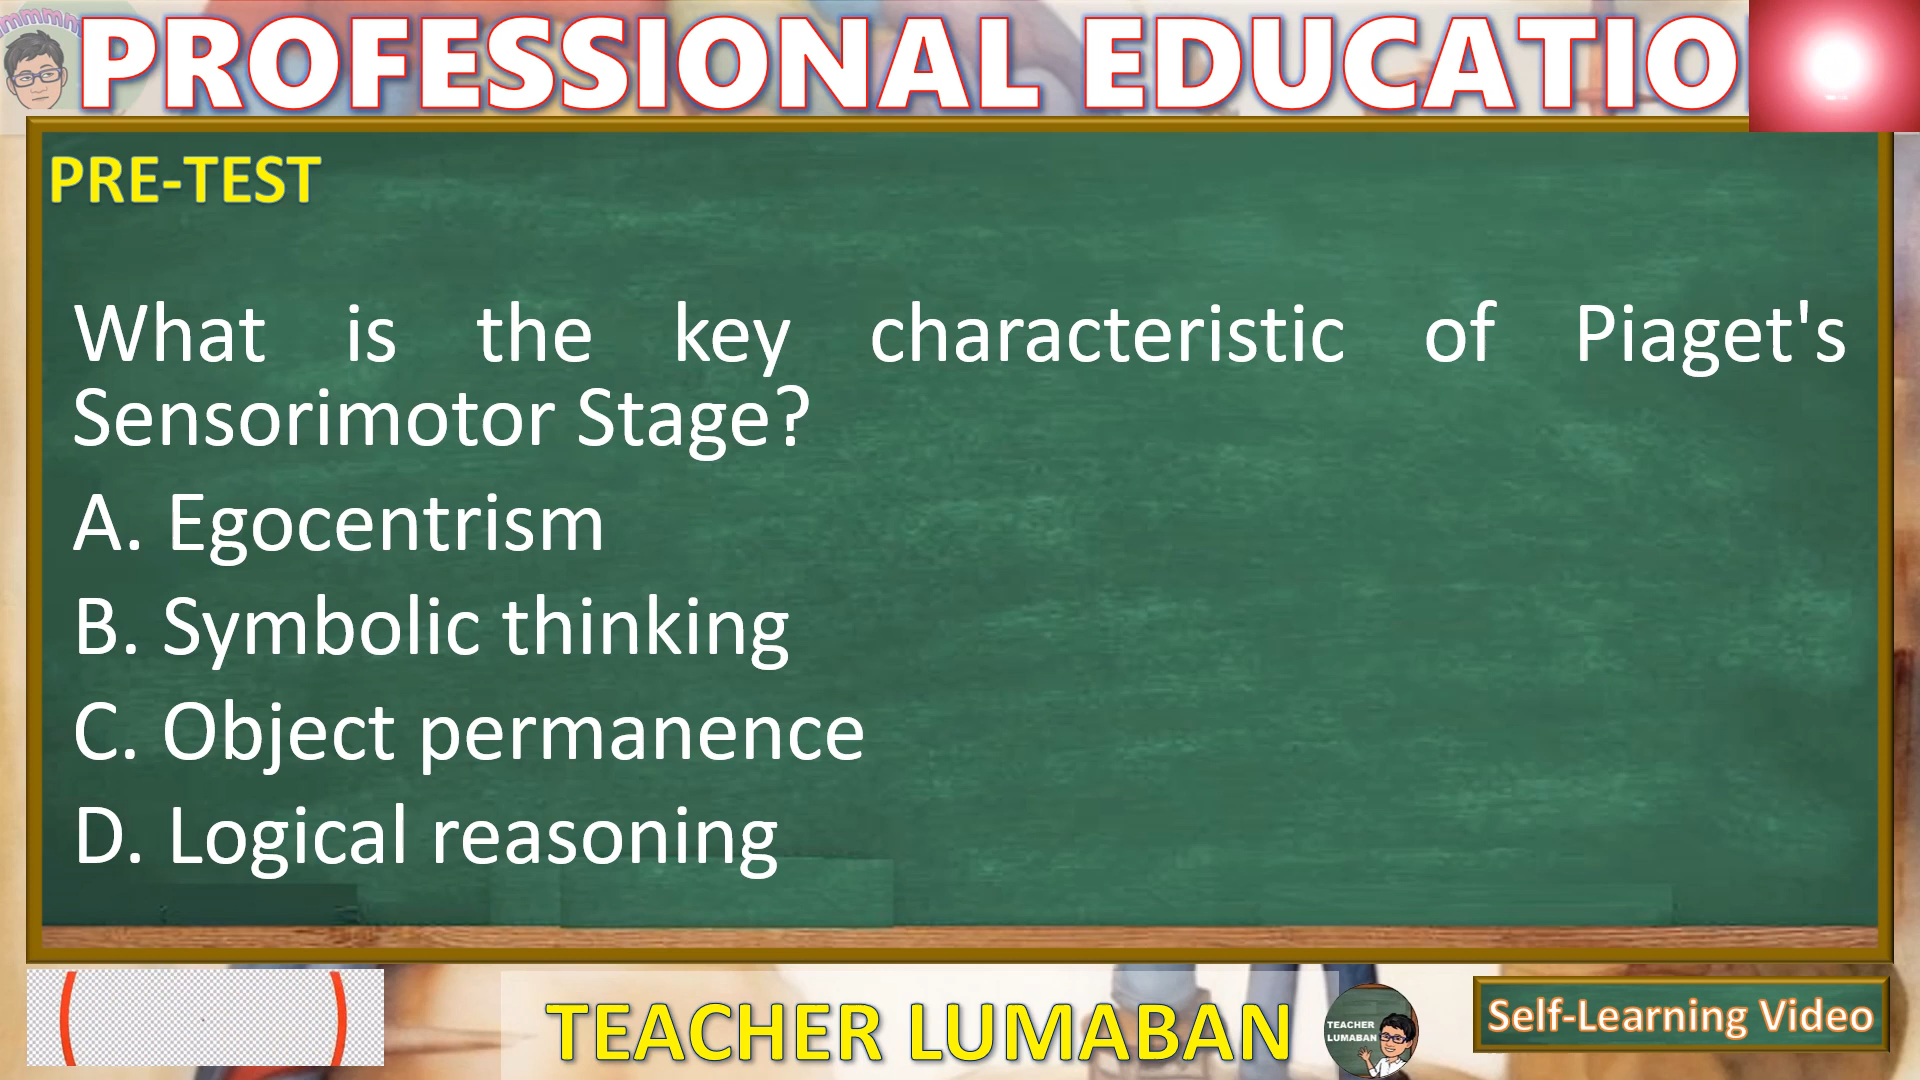 PROFESSIONAL EDUCATIO
PRE-TEST
What is the key characteristic of Piaget's
Sensorimotor Stage?
A. Egocentrism
B. Symbolic thinking
C. Object permanence
D. Logical reasoning
TEACHER LUMABAN
TEACHER
LUMABAN
Self-Learning Video